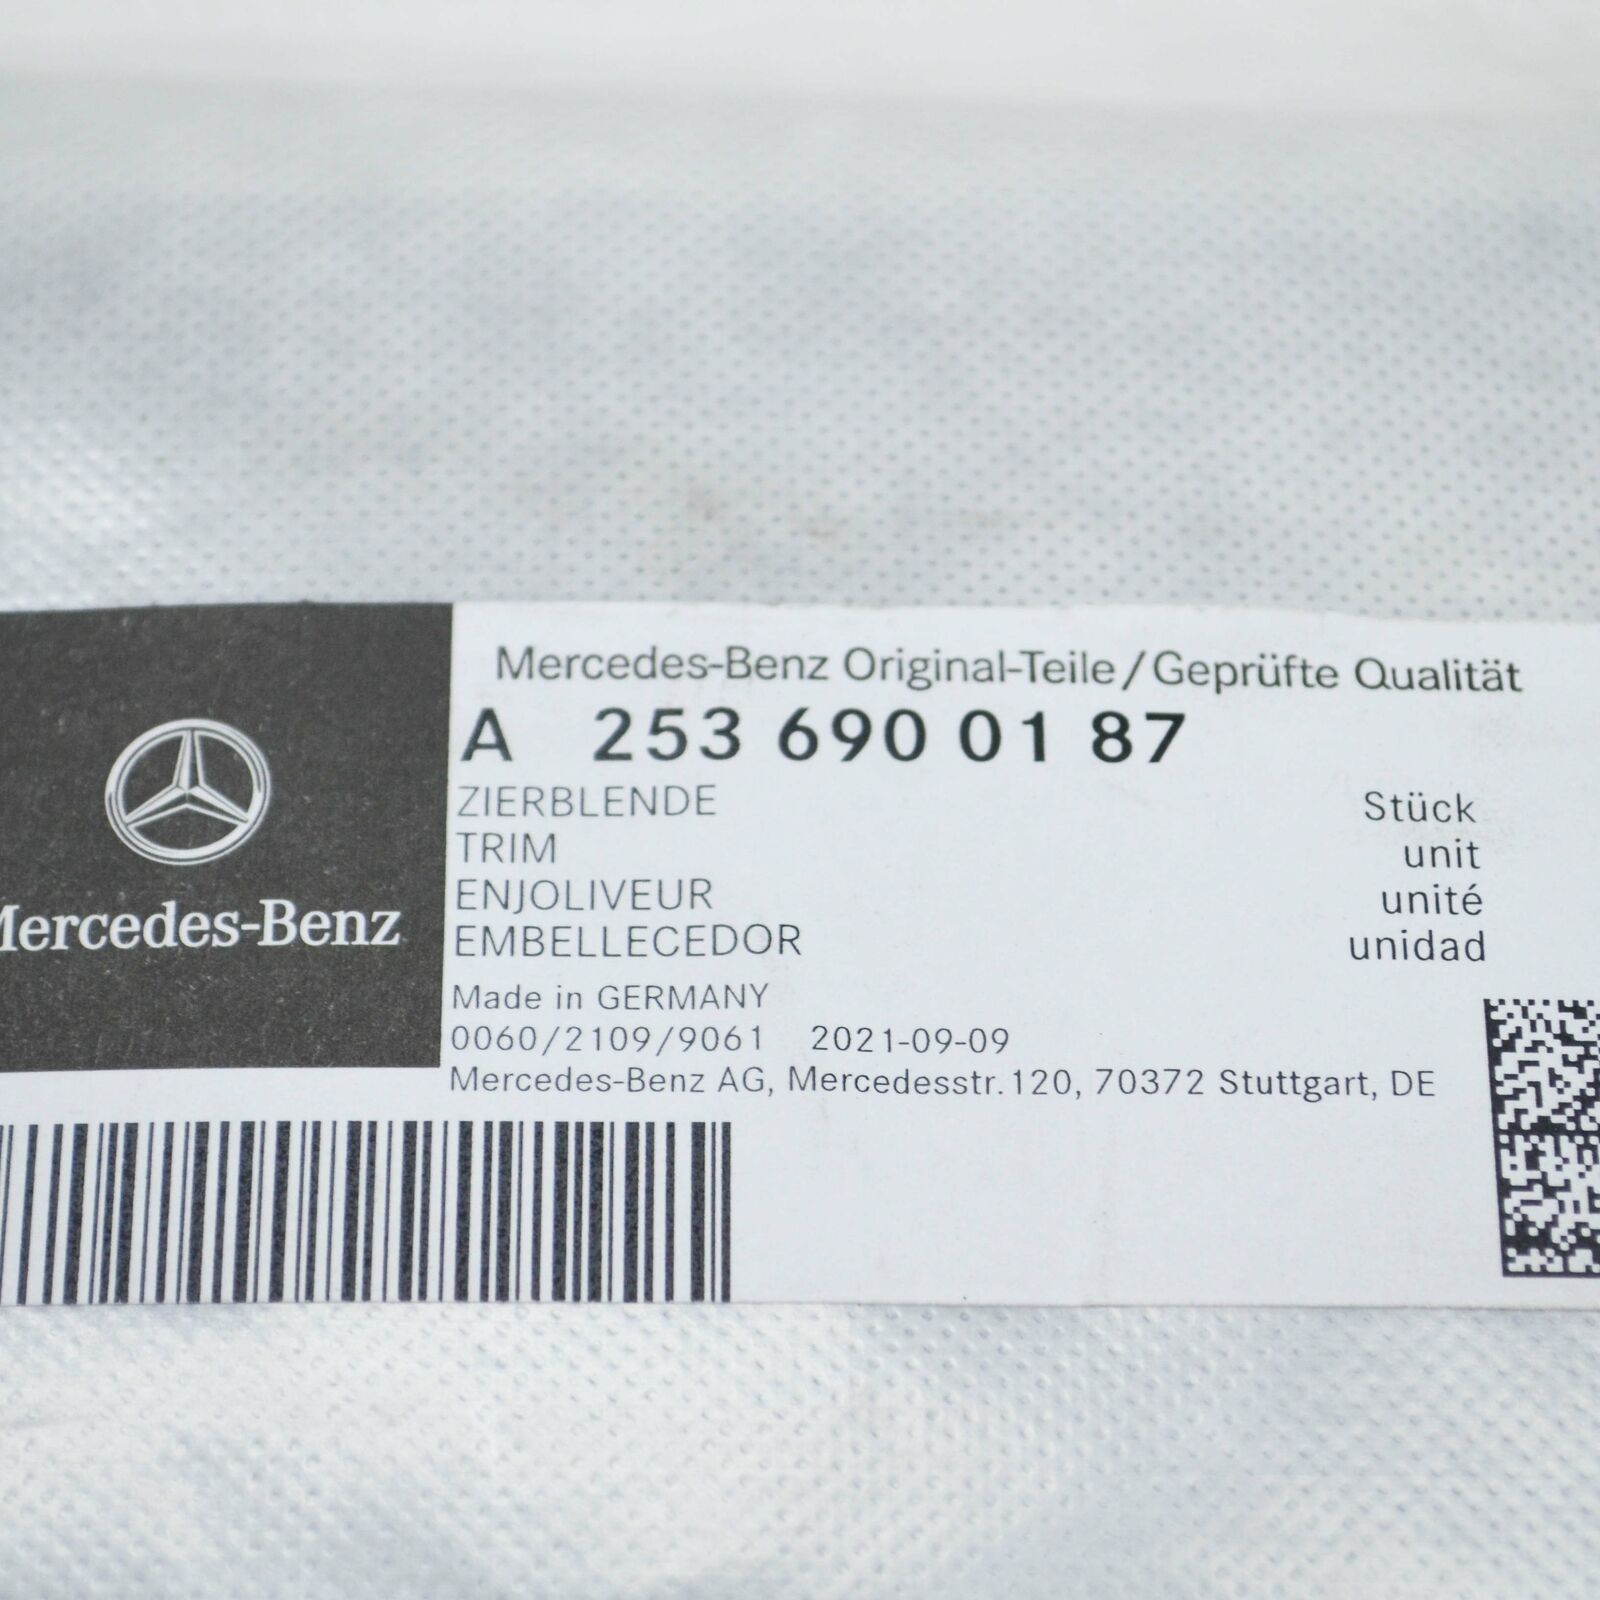 Mercedes-Benz Original-Teile/Geprüfte Qualität
A 253 690 01 87
ZIERBLENDE Stück
TRIM unit
ENJOLIVEUR unité
EMBELLECEDOR unidad
Mercedes-Benz
Made in GERMANY
0060/2109/9061 2021-09-09
Mercedes-Benz AG, Mercedesstr.120, 70372 Stuttgart, DE